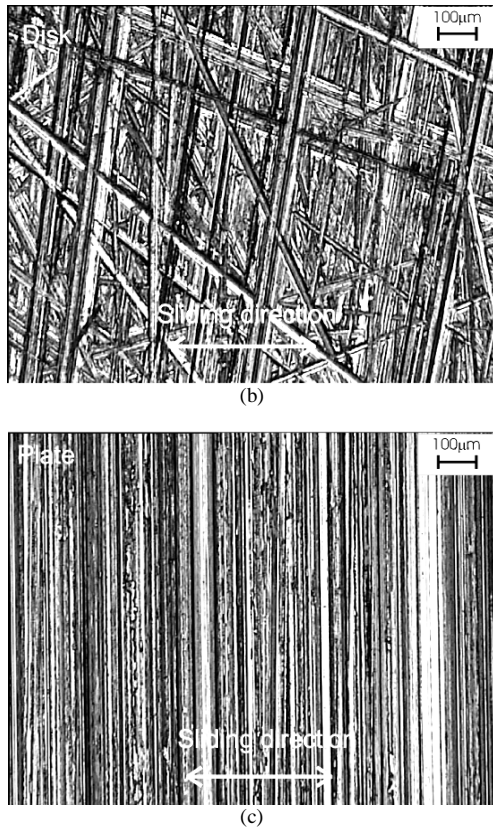 Disk
100µm
Sliding direction
(b)
Plate
100µm
Sliding direction
(c)